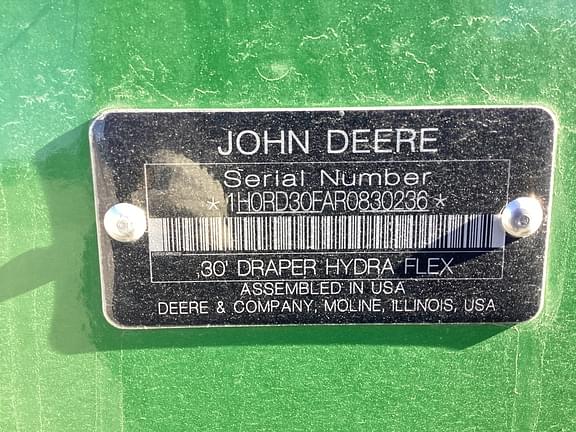 JOHN DEERE
Serial Number
*1H0RD30FAR0830236*
30' DRAPER HYDRA FLEX
ASSEMBLED IN USA
DEERE & COMPANY, MOLINE, ILLINOIS, USA